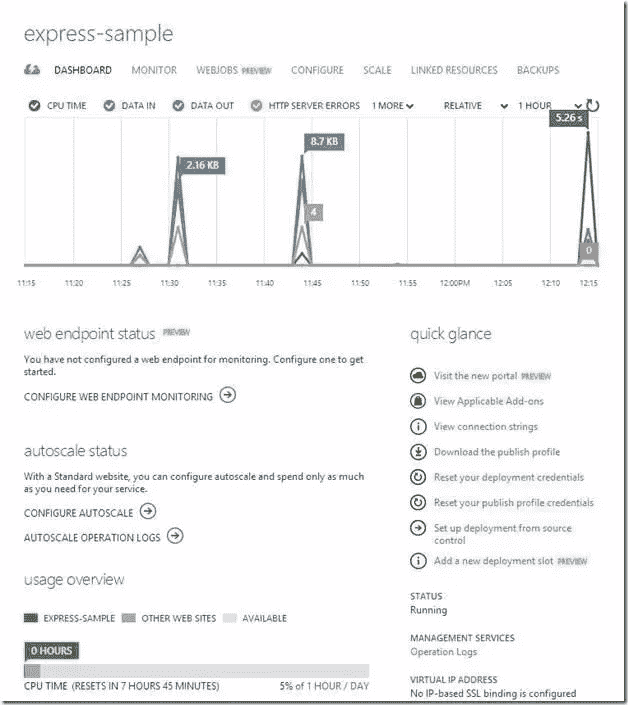 express-sample
DASHBOARD MONITOR WEBJOBS PREVIEW CONFIGURE SCALE LINKED RESOURCES BACKUPS
CPU TIME DATA IN DATA OUT HTTP SERVER ERRORS 1 MORE RELATIVE 1 HOUR
5.26 s
8.7 KB
2.16 KB
4
0
11:15 11:20 11:25 11:30 11:35 11:40 11:45 11:50 11:55 12:00PM 12:05 12:10 12:15
web endpoint status PREVIEW
You have not configured a web endpoint for monitoring. Configure one to get
started.
CONFIGURE WEB ENDPOINT MONITORING
autoscale status
With a Standard website, you can configure autoscale and spend only as much
as you need for your service.
CONFIGURE AUTOSCALE
AUTOSCALE OPERATION LOGS
usage overview
EXPRESS-SAMPLE OTHER WEB SITES AVAILABLE
0 HOURS
CPU TIME (RESETS IN 7 HOURS 45 MINUTES) 5% of 1 HOUR / DAY
quick glance
Visit the new portal PREVIEW
View Applicable Add-ons
View connection strings
Download the publish profile
Reset your deployment credentials
Reset your publish profile credentials
Set up deployment from source
control
Add a new deployment slot PREVIEW
STATUS
Running
MANAGEMENT SERVICES
Operation Logs
VIRTUAL IP ADDRESS
No IP-based SSL binding is configured